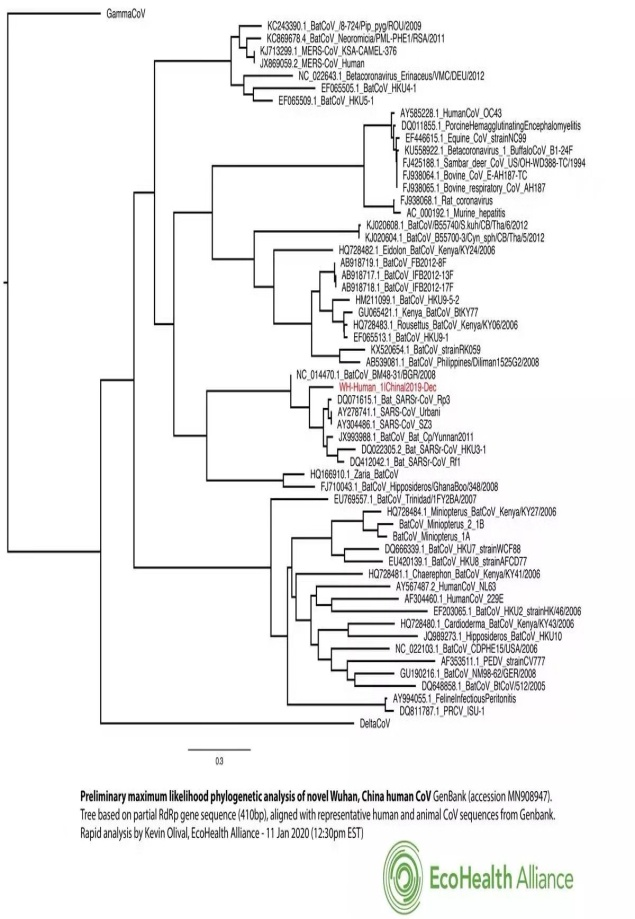 GammaCoV
KC243390.1_BatCoV_/8-724/Pip_pyg/ROU/2009
KC869678.4_BatCoV_Neoromicia/PML-PHE1/RSA/2011
KJ713299.1_MERS-CoV_KSA-CAMEL-376
JX869059.2_MERS-CoV_Human
NC_022643.1_Betacoronavirus_Erinaceus/VMC/DEU/2012
EF065505.1_BatCoV_HKU4-1
EF065509.1_BatCoV_HKU5-1
AY585228.1_HumanCoV_OC43
DQ011855.1_PorcineHemagglutinatingEncephalomyelitis
EF446615.1_Equine_CoV_strainNC99
KU558922.1_Betacoronavirus_1_BuffaloCoV_B1-24F
FJ425188.1_Sambar_deer_CoV_US/OH-WD388-TC/1994
FJ938064.1_Bovine_CoV_E-AH187-TC
FJ938065.1_Bovine_respiratory_CoV_AH187
FJ938068.1_Rat_coronavirus
AC_000192.1_Murine_hepatitis
KJ020608.1_BatCoV/B55740/S.kuh/CB/Tha/6/2012
KJ020604.1_BatCoV_B55700-3/Cyn_sph/CB/Tha/5/2012
HQ728482.1_Eidolon_BatCoV_Kenya/KY24/2006
AB918719.1_BatCoV_FB2012-8F
AB918717.1_BatCoV_IFB2012-13F
AB918718.1_BatCoV_IFB2012-17F
HM211099.1_BatCoV_HKU9-5-2
GU065421.1_Kenya_BatCoV_BtKY77
HQ728483.1_Rousettus_BatCoV_Kenya/KY06/2006
EF065513.1_BatCoV_HKU9-1
KX520654.1_BatCoV_strainRK059
AB539081.1_BatCoV_Philippines/Diliman1525G2/2008
NC_014470.1_BatCoV_BM48-31/BGR/2008
WH-Human_1|China|2019-Dec
DQ071615.1_Bat_SARSr-CoV_Rp3
AY278741.1_SARS-CoV_Urbani
AY304486.1_SARS-CoV_SZ3
JX993988.1_BatCoV_Bat_Cp/Yunnan2011
DQ022305.2_Bat_SARSr-CoV_HKU3-1
DQ412042.1_Bat_SARSr-CoV_Rf1
HQ166910.1_Zaria_BatCoV
FJ710043.1_BatCoV_Hipposideros/GhanaBoo/348/2008
EU769557.1_BatCoV_Trinidad/1FY2BA/2007
HQ728484.1_Miniopterus_BatCoV_Kenya/KY27/2006
BatCoV_Miniopterus_2_1B
BatCoV_Miniopterus_1A
DQ666339.1_BatCoV_HKU7_strainWCF88
EU420139.1_BatCoV_HKU8_strainAFCD77
HQ728481.1_Chaerephon_BatCoV_Kenya/KY41/2006
AY567487.2_HumanCoV_NL63
AF304460.1_HumanCoV_229E
EF203065.1_BatCoV_HKU2_strainHK/46/2006
HQ728480.1_Cardioderma_BatCoV_Kenya/KY43/2006
JQ989273.1_Hipposideros_BatCoV_HKU10
NC_022103.1_BatCoV_CDPHE15/USA/2006
AF353511.1_PEDV_strainCV777
GU190216.1_BatCoV_NM98-62/GER/2008
DQ648858.1_BatCoV_BtCoV/512/2005
AY994055.1_FelineInfectiousPeritonitis
DQ811787.1_PRCV_ISU-1
DeltaCoV
0.3
Preliminary maximum likelihood phylogenetic analysis of novel Wuhan, China human CoV GenBank (accession MN908947).
Tree based on partial RdRp gene sequence (410bp), aligned with representative human and animal CoV sequences from Genbank.
Rapid analysis by Kevin Olival, EcoHealth Alliance - 11 Jan 2020 (12:30pm EST)
EcoHealth Alliance